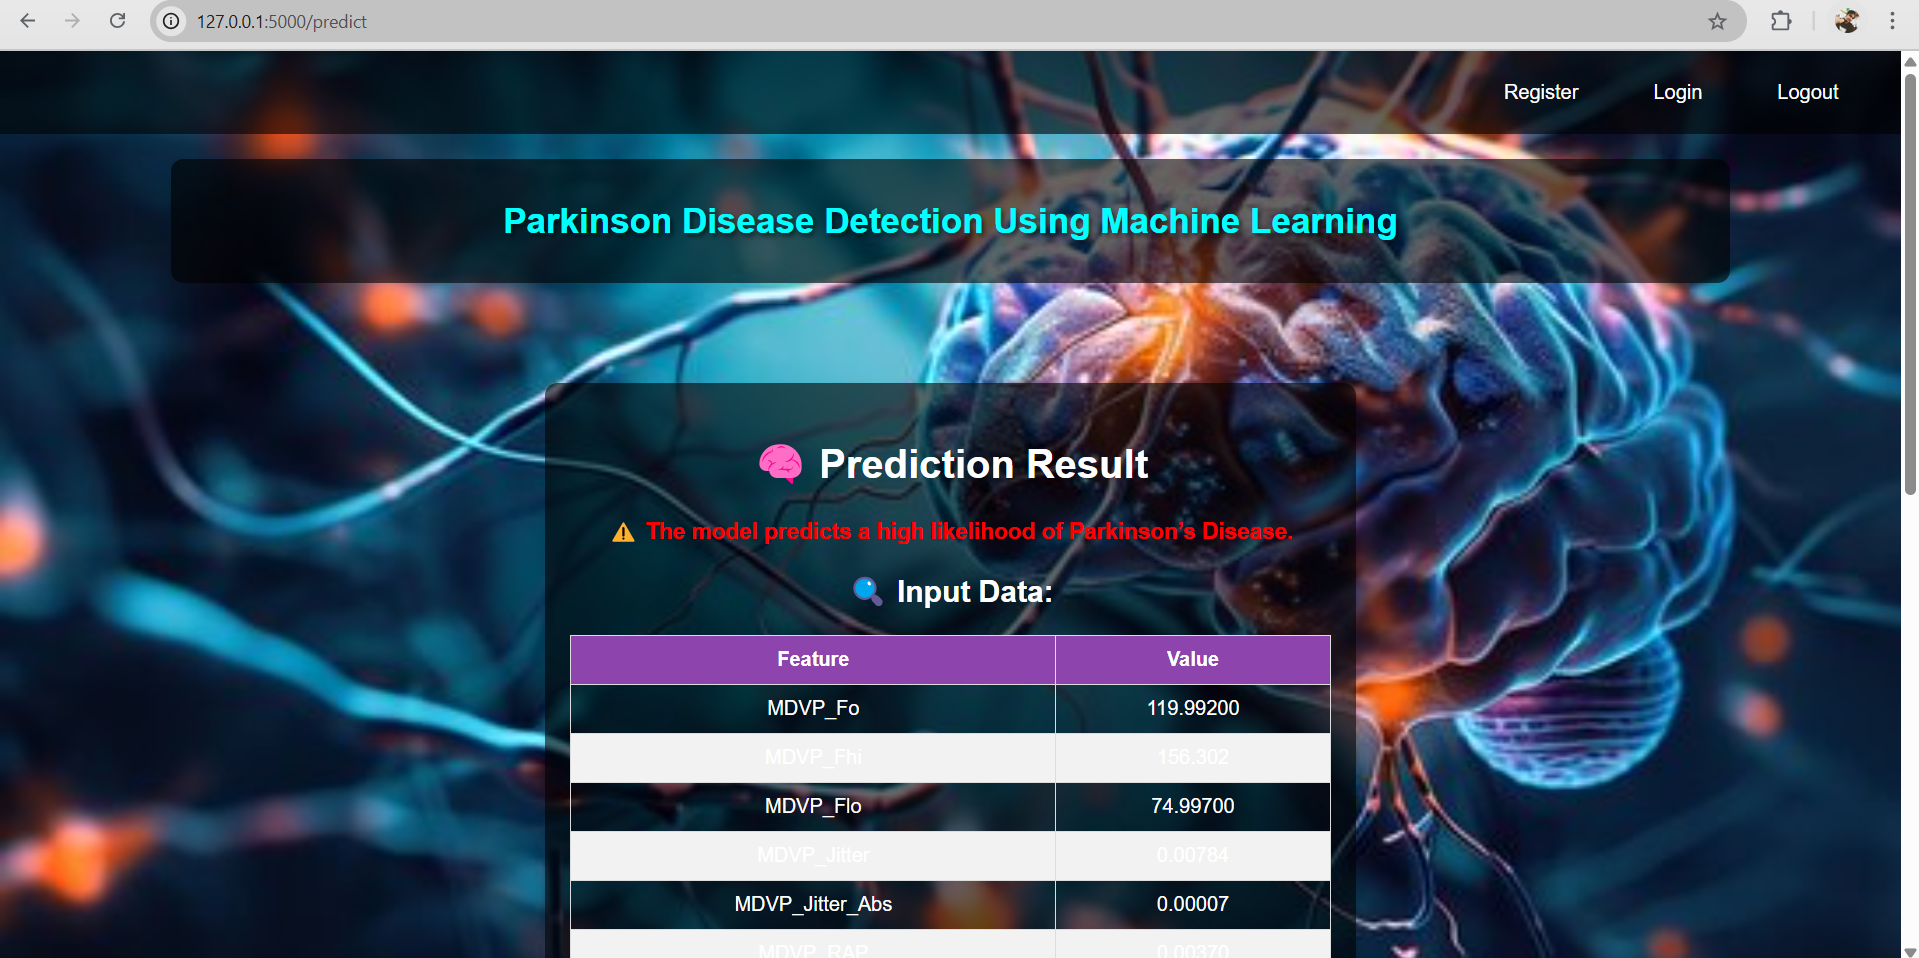 127.0.0.1:5000/predict
Register Login Logout
Parkinson Disease Detection Using Machine Learning
Prediction Result
The model predicts a high likelihood of Parkinson’s Disease.
Input Data:
Feature Value
MDVP_Fo 119.99200
MDVP_Fhi 156.302
MDVP_Flo 74.99700
MDVP_Jitter 0.00784
MDVP_Jitter_Abs 0.00007
MDVP_RAP 0.00370